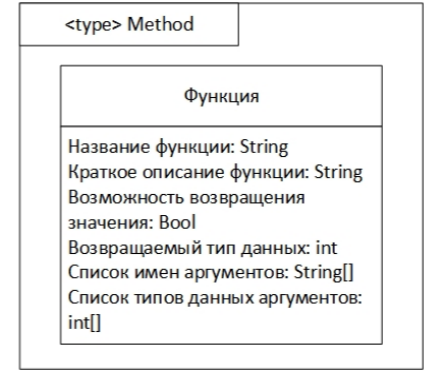 <type> Method
Функция
Название функции: String
Краткое описание функции: String
Возможность возвращения
значения: Bool
Возвращаемый тип данных: int
Список имен аргументов: String[]
Список типов данных аргументов:
int[]